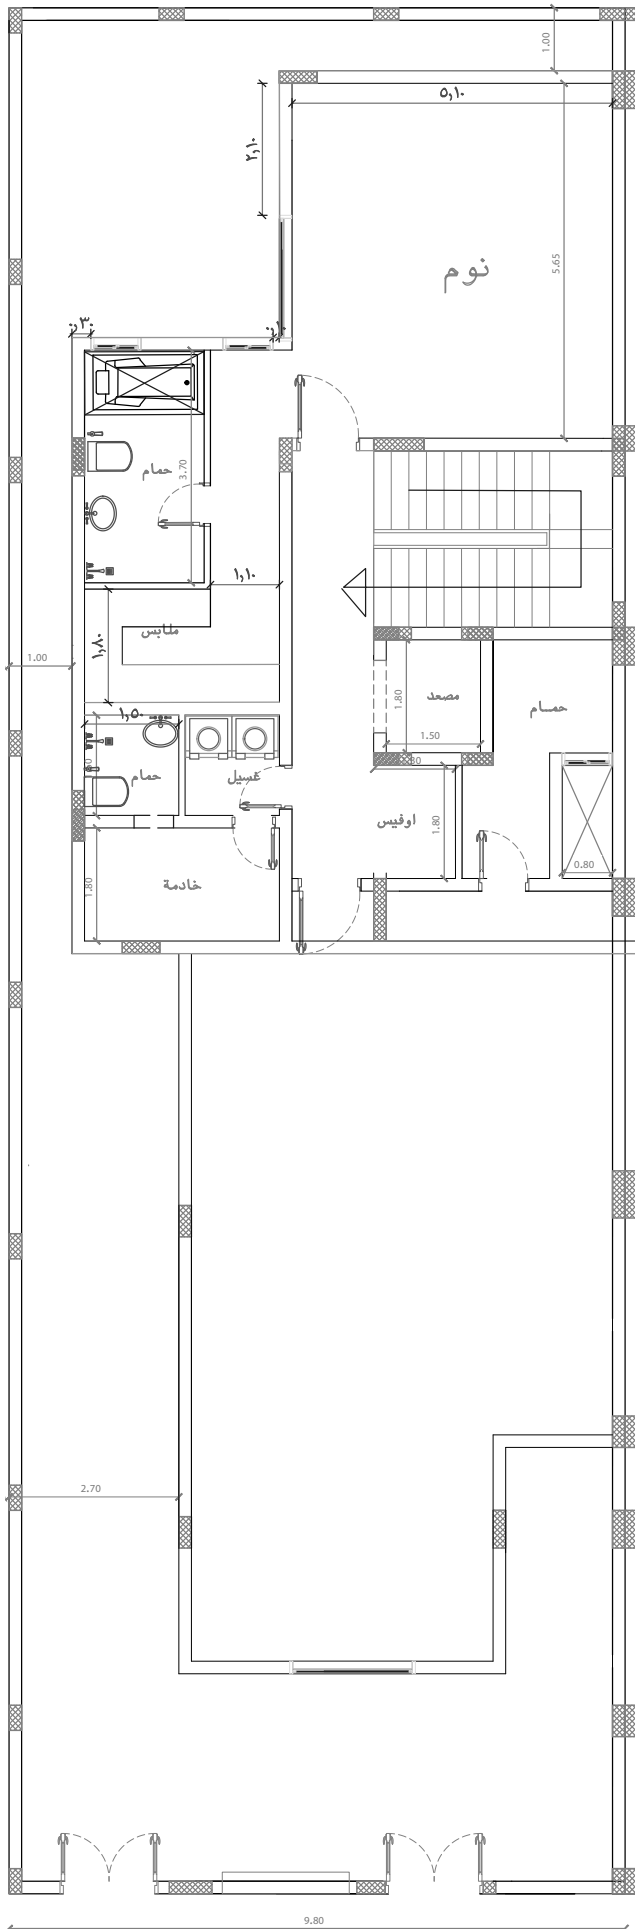 1.00
٥,١٠
٢,١٠
5.65
نوم
٠,٣٠
حمام
3.70
١,١٠
ملابس
1.00
١,٨٠
مصعد
1.80
حمــام
1.50
١,٥٠
حمام
غسيل
اوفيس
1.80
0.80
خادمة
1.80
2.70
9.80